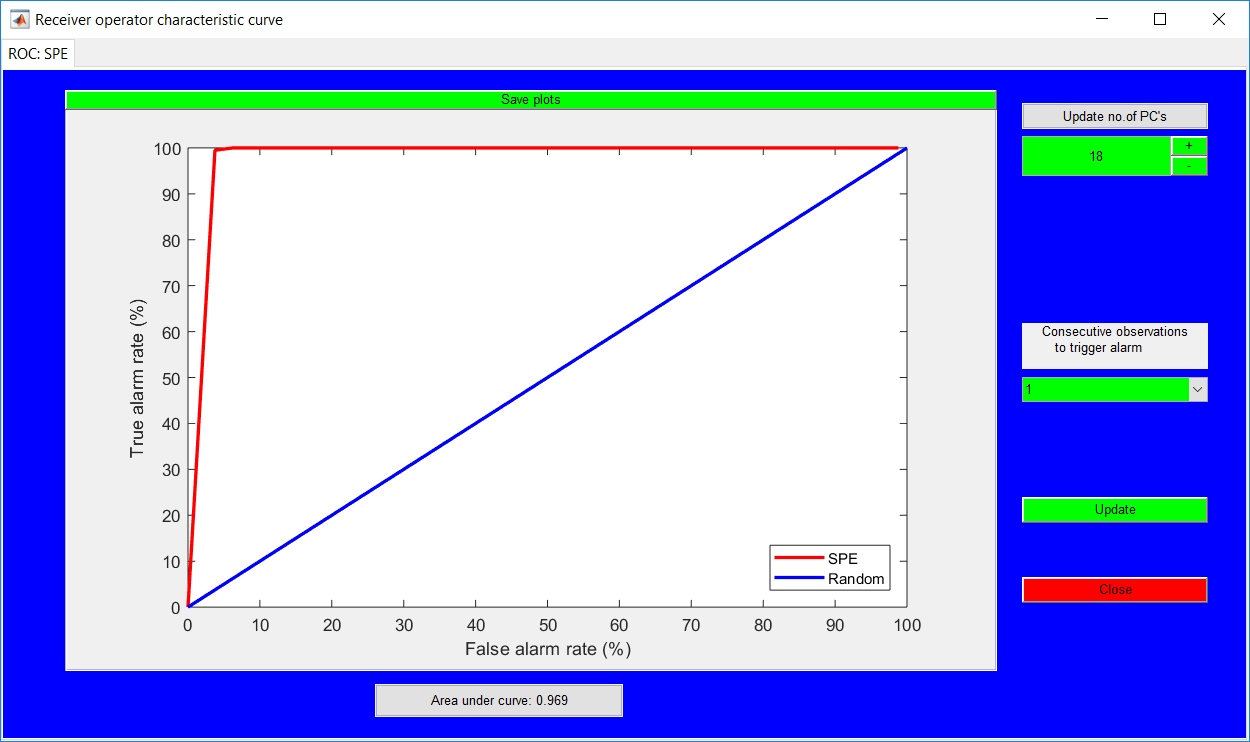 Receiver operator characteristic curve
ROC: SPE
Save plots
Update no.of PC's
18
+
-
Consecutive observations
to trigger alarm
1
Update
Close
100
90
80
70
60
50
40
30
20
10
0
True alarm rate (%)
SPE
Random
0 10 20 30 40 50 60 70 80 90 100
False alarm rate (%)
Area under curve: 0.969